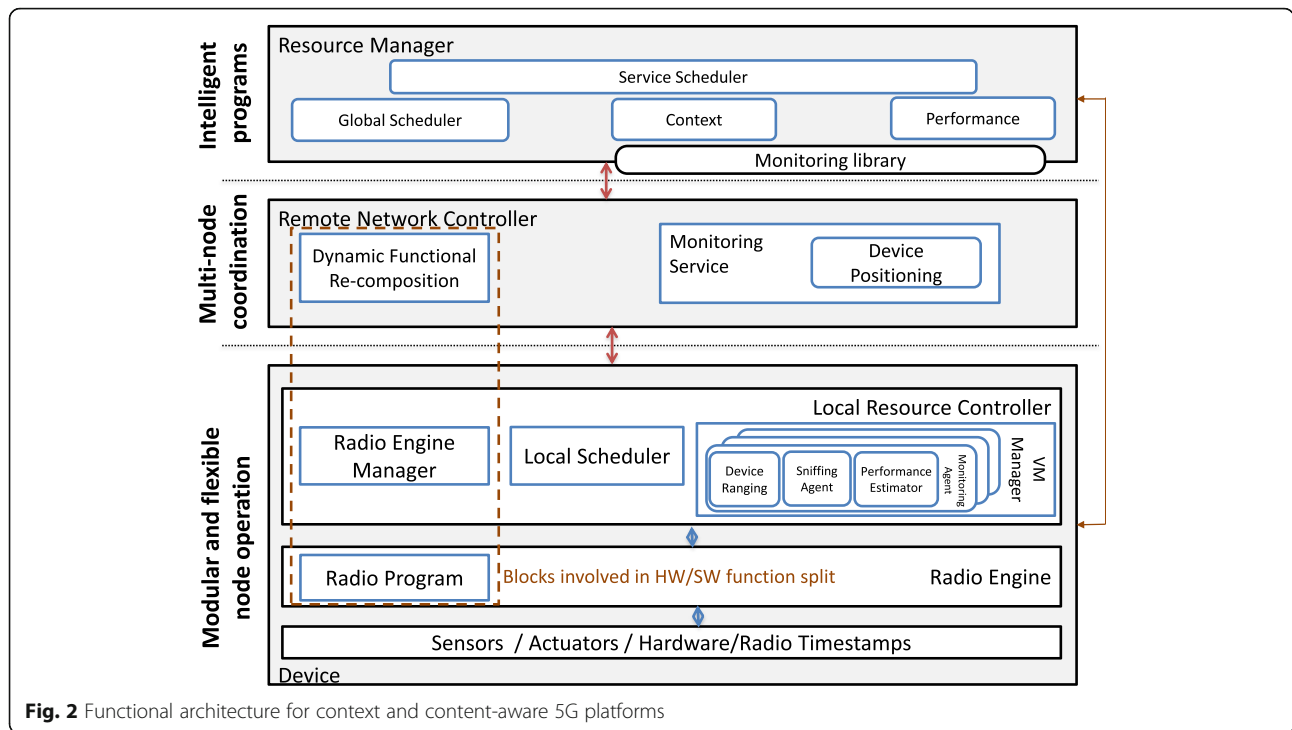 Intelligent
programs
Resource Manager
Service Scheduler
Global Scheduler
Context
Performance
Monitoring library
Multi-node
coordination
Remote Network Controller
Dynamic Functional
Re-composition
Monitoring
Service
Device
Positioning
Modular and flexible
node operation
Local Resource Controller
Radio Engine
Manager
Local Scheduler
Device
Ranging
Sniffing
Agent
Performance
Estimator
Monitoring
Agent
VM
Manager
Radio Program
Blocks involved in HW/SW function split
Radio Engine
Sensors / Actuators / Hardware/Radio Timestamps
Device
Fig. 2 Functional architecture for context and content-aware 5G platforms